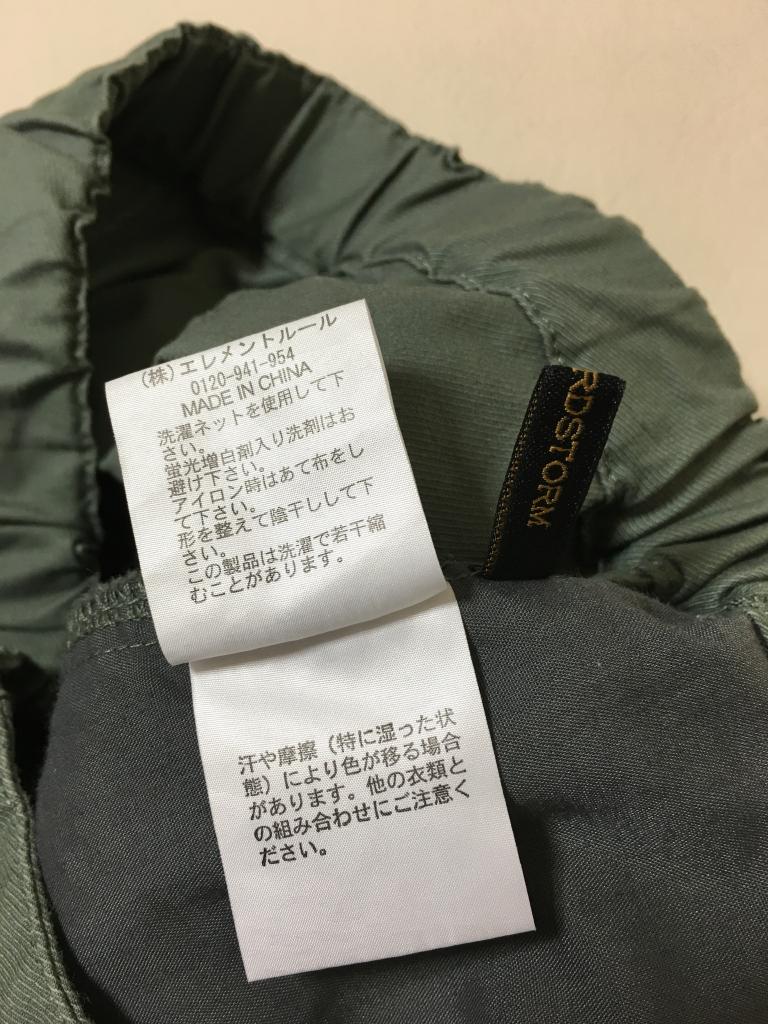 (株)エレメントルール
0120-941-954
MADE IN CHINA
洗濯ネットを使用して下
さい。
蛍光増白剤入り洗剤はお
避け下さい。
アイロン時はあて布をし
て下さい。
形を整えて陰干しして下
さい。
この製品は洗濯で若干縮
むことがあります。
RDSTORM
汗や摩擦（特に湿った状
態）により色が移る場合
があります。他の衣類と
の組み合わせにご注意く
ださい。